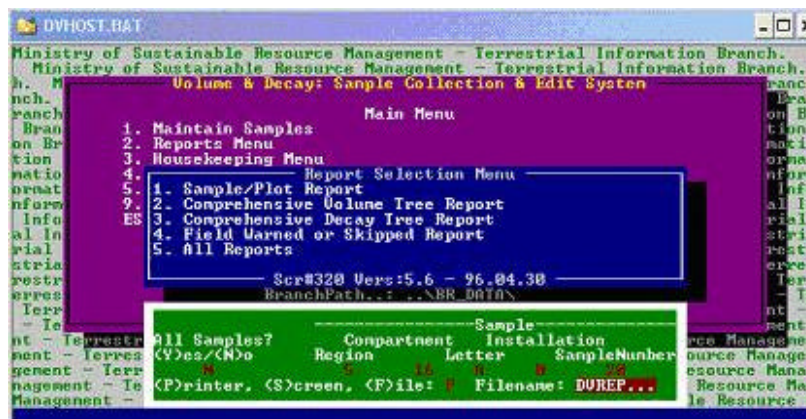 DVHOST.BAT
Ministry of Sustainable Resource Management - Terrestrial Information Branch.
Ministry of Sustainable Resource Management - Terrestrial Information Branch.
Volume & Decay: Sample Collection & Edit System
Main Menu
1. Maintain Samples
2. Reports Menu
3. Housekeeping Menu
4.
5.
9.
ES
Report Selection Menu
1. Sample/Plot Report
2. Comprehensive Volume Tree Report
3. Comprehensive Decay Tree Report
4. Field Warned or Skipped Report
5. All Reports
Scr#320 Vers:5.6 - 96.04.30
BranchPath..: ..\BR_DATA\
Sample
All Samples? Compartment Installation
(Y)es/(N)o Region Letter SampleNumber
N 5 16 A N 20
(P)rinter, (S)creen, (F)ile: P Filename: DVREP...